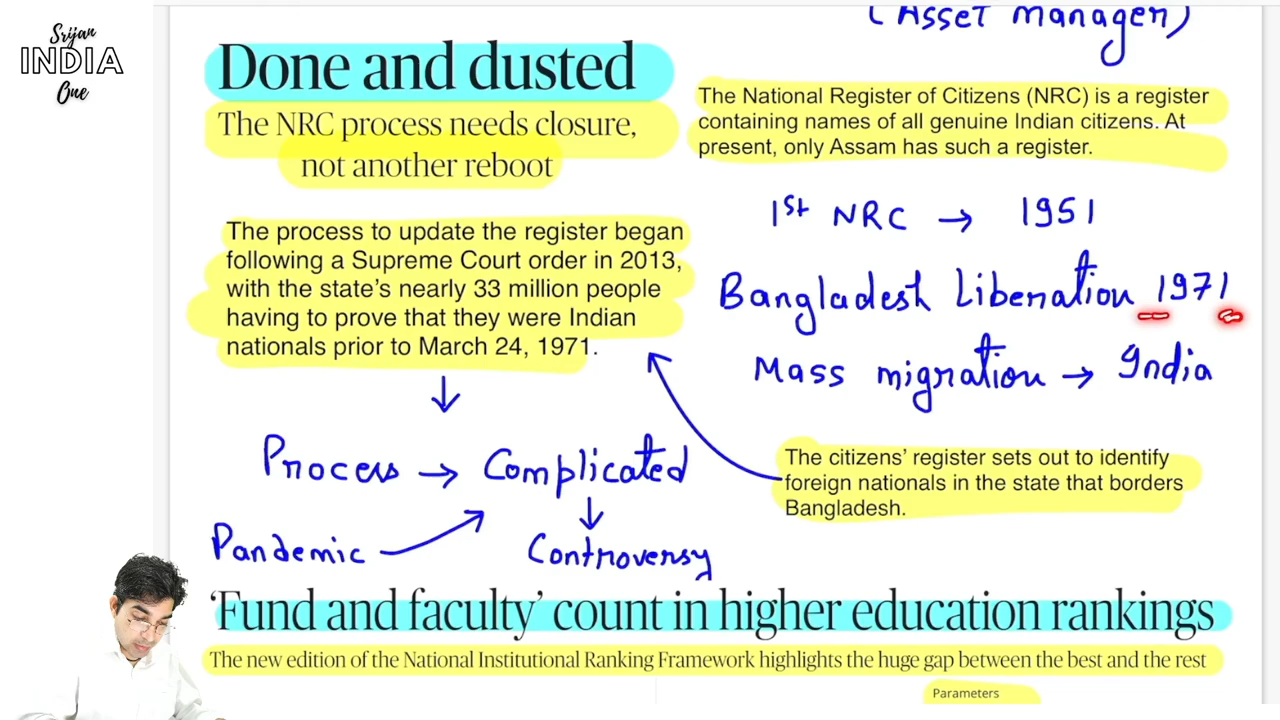 Srijan
INDIA
One
(Asset manager)
Done and dusted
The NRC process needs closure,
not another reboot
The National Register of Citizens (NRC) is a register
containing names of all genuine Indian citizens. At
present, only Assam has such a register.
1st NRC → 1951
The process to update the register began
following a Supreme Court order in 2013,
with the state's nearly 33 million people
having to prove that they were Indian
nationals prior to March 24, 1971.
Bangladesh Liberation 1971
Mass migration → India
The citizens' register sets out to identify
foreign nationals in the state that borders
Bangladesh.
Process → Complicated
Pandemic
Controversy
'Fund and faculty' count in higher education rankings
The new edition of the National Institutional Ranking Framework highlights the huge gap between the best and the rest
Parameters